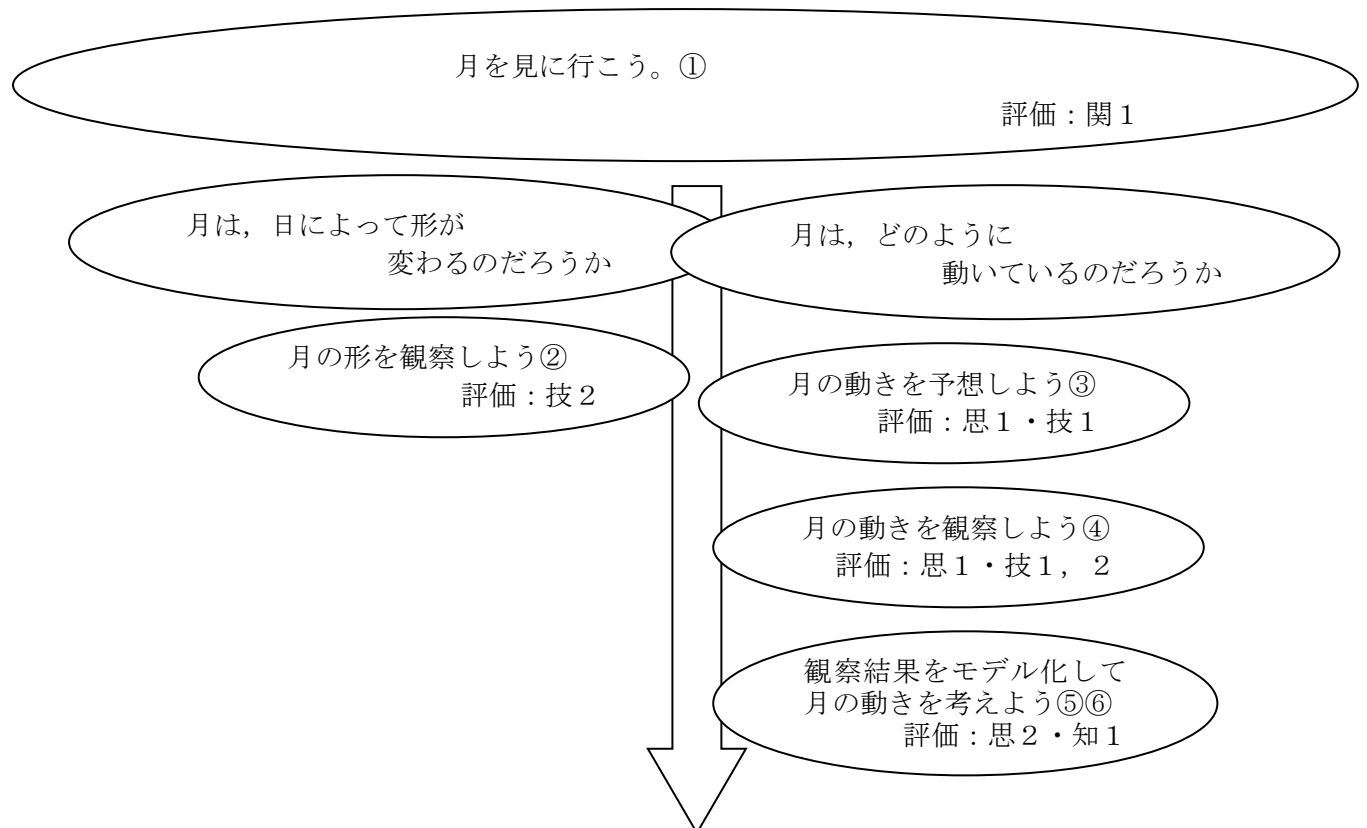 月を見に行こう。①
評価：関１
月は，日によって形が
変わるのだろうか
月は，どのように
動いているのだろうか
月の形を観察しよう②
評価：技２
月の動きを予想しよう③
評価：思１・技１
月の動きを観察しよう④
評価：思１・技１，２
観察結果をモデル化して
月の動きを考えよう⑤⑥
評価：思２・知１